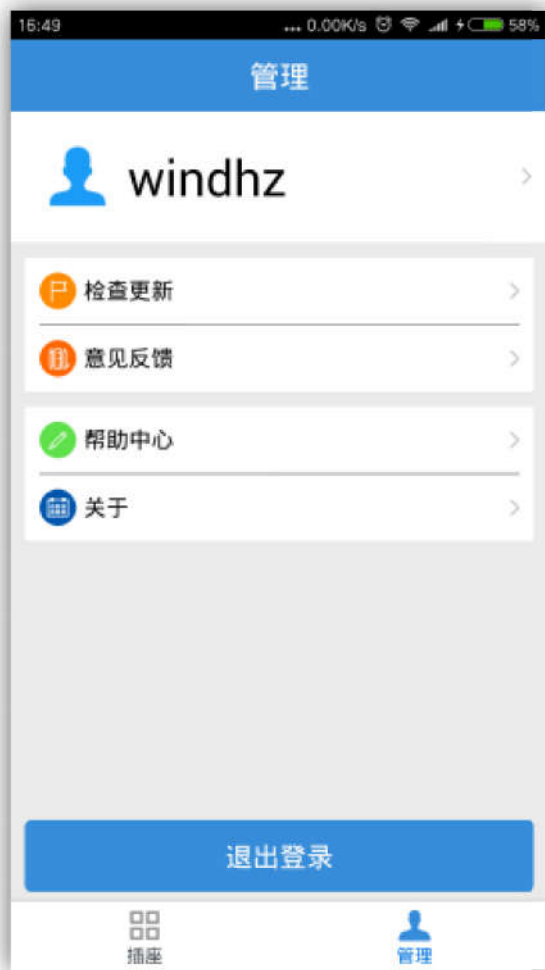 16:49 ... 0.00K/s 58%
管理
windhz
检查更新
意见反馈
帮助中心
关于
退出登录
插座 管理